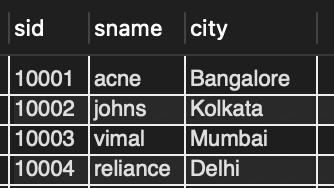 sid sname city
10001 acne Bangalore
10002 johns Kolkata
10003 vimal Mumbai
10004 reliance Delhi